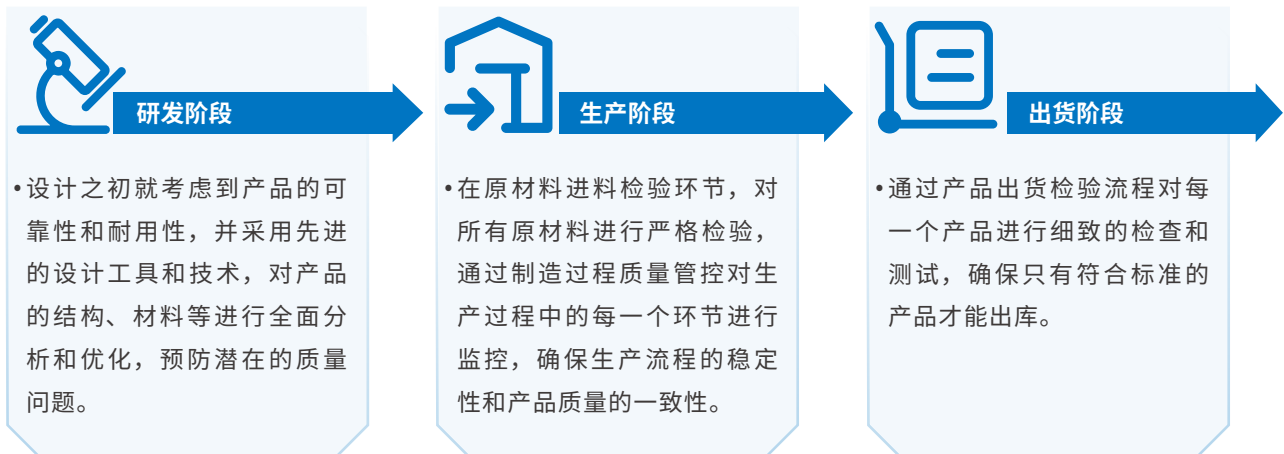 研发阶段
•设计之初就考虑到产品的可
靠性和耐用性，并采用先进
的设计工具和技术，对产品
的结构、材料等进行全面分
析和优化，预防潜在的质量
问题。
生产阶段
•在原材料进料检验环节，对
所有原材料进行严格检验，
通过制造过程质量管控对生
产过程中的每一个环节进行
监控，确保生产流程的稳定
性和产品质量的一致性。
出货阶段
•通过产品出货检验流程对每
一个产品进行细致的检查和
测试，确保只有符合标准的
产品才能出库。